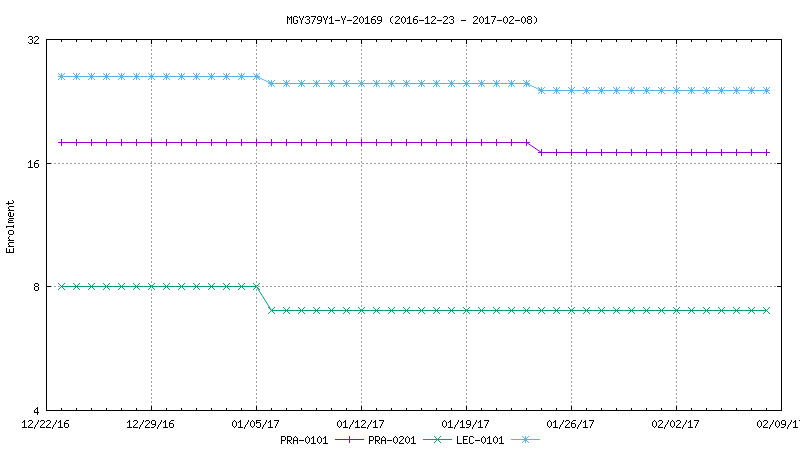 MGY379Y1-Y-20169 (2016-12-23 - 2017-02-08)
32
16
8
4
Enrolment
12/22/16 12/29/16 01/05/17 01/12/17 01/19/17 01/26/17 02/02/17 02/09/1
PRA-0101 PRA-0201 LEC-0101